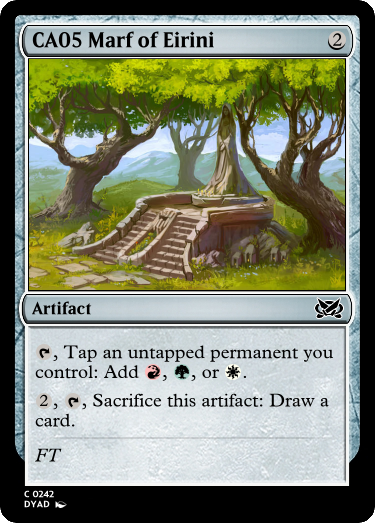 CA05 Marf of Eirini 2
Artifact
, Tap an untapped permanent you
control: Add , , or .
2 , , Sacrifice this artifact: Draw a
card.
FT
C 0242
DYAD